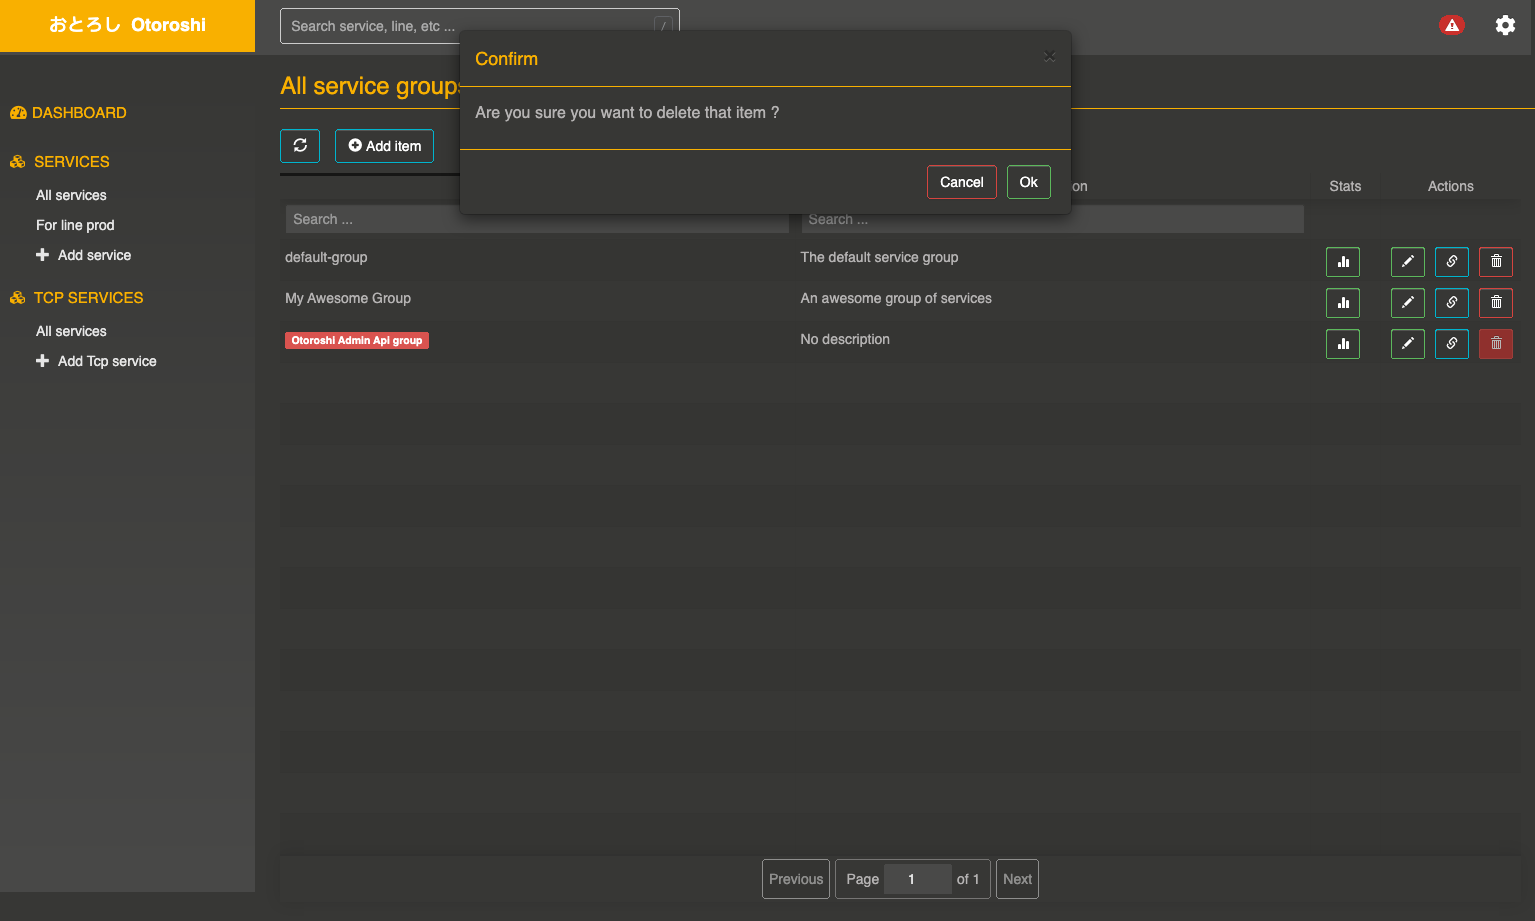 おとろし Otoroshi
Search service, line, etc ...
/
Confirm
×
Are you sure you want to delete that item ?
Cancel
Ok
DASHBOARD
SERVICES
All services
For line prod
Add service
TCP SERVICES
All services
Add Tcp service
All service groups
Add item
Stats
Actions
Search ...
Search ...
default-group
The default service group
My Awesome Group
An awesome group of services
Otoroshi Admin Api group
No description
Previous
Page 1 of 1
Next